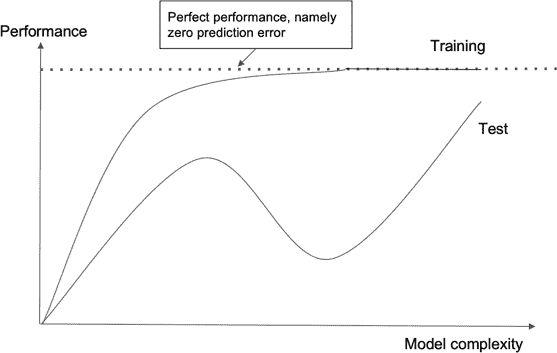 Performance
Perfect performance, namely
zero prediction error
Training
Test
Model complexity